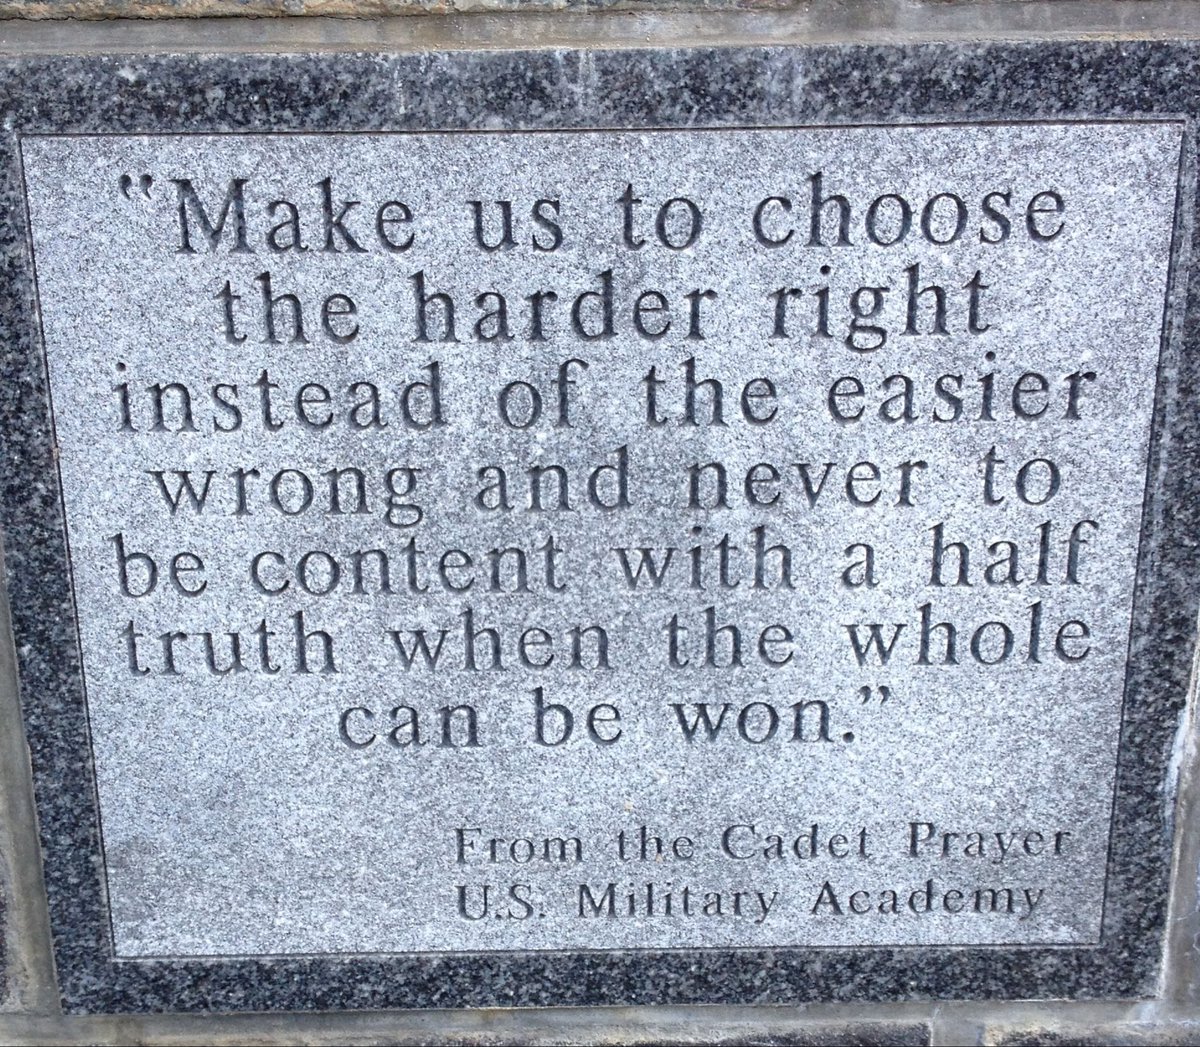 “Make us to choose
the harder right
instead of the easier
wrong and never to
be content with a half
truth when the whole
can be won.”
From the Cadet Prayer
U.S. Military Academy